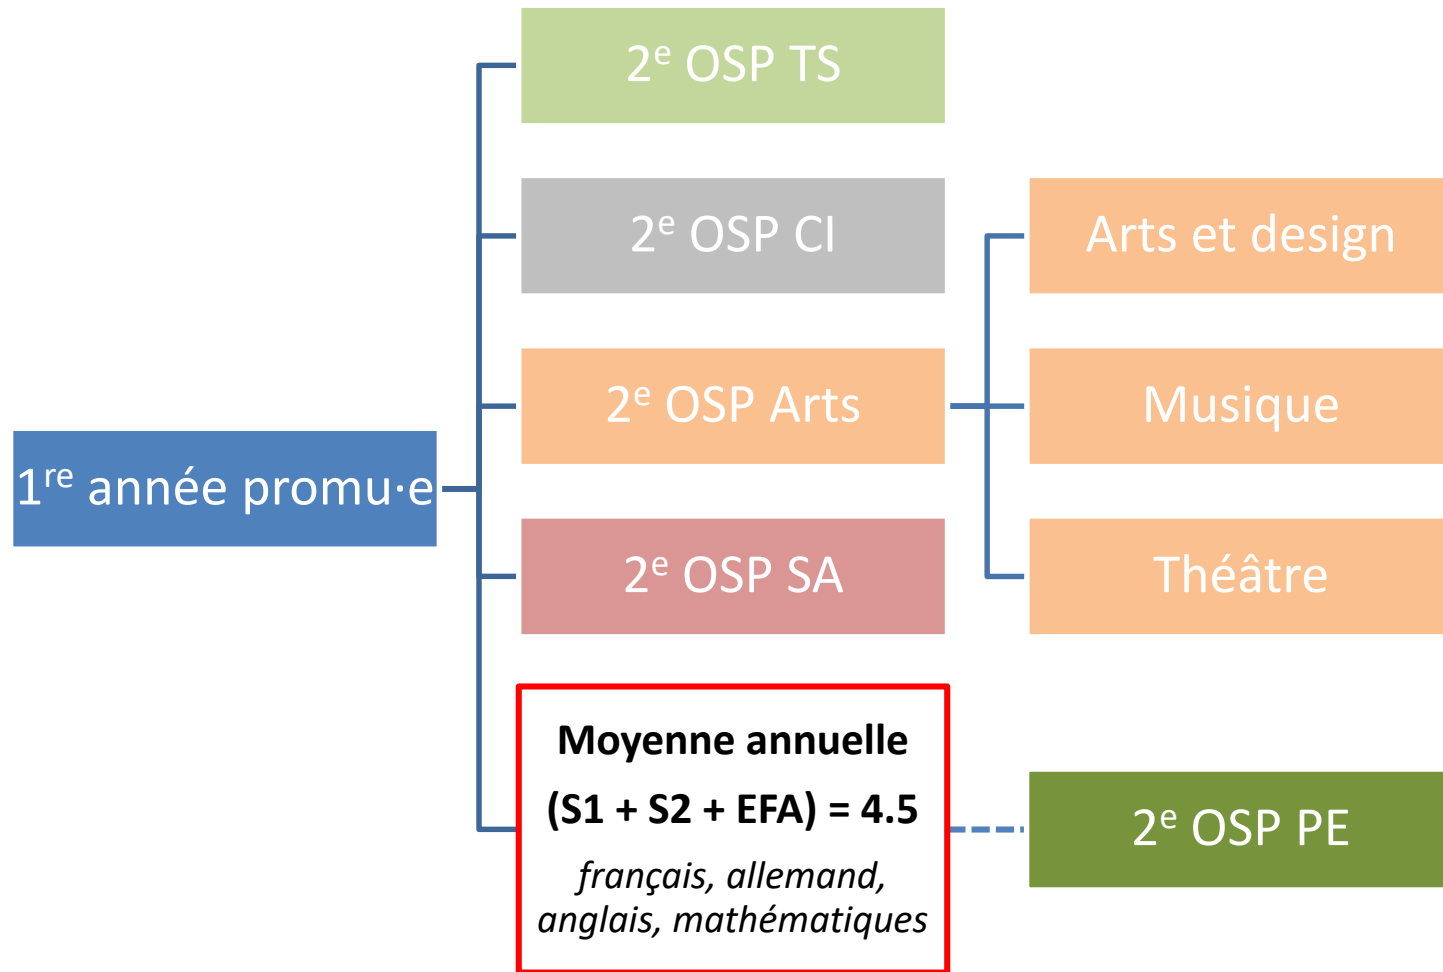 2e OSP TS
2e OSP CI
Arts et design
2e OSP Arts
Musique
1re année promu·e
2e OSP SA
Théâtre
Moyenne annuelle
(S1 + S2 + EFA) = 4.5
français, allemand,
anglais, mathématiques
2e OSP PE